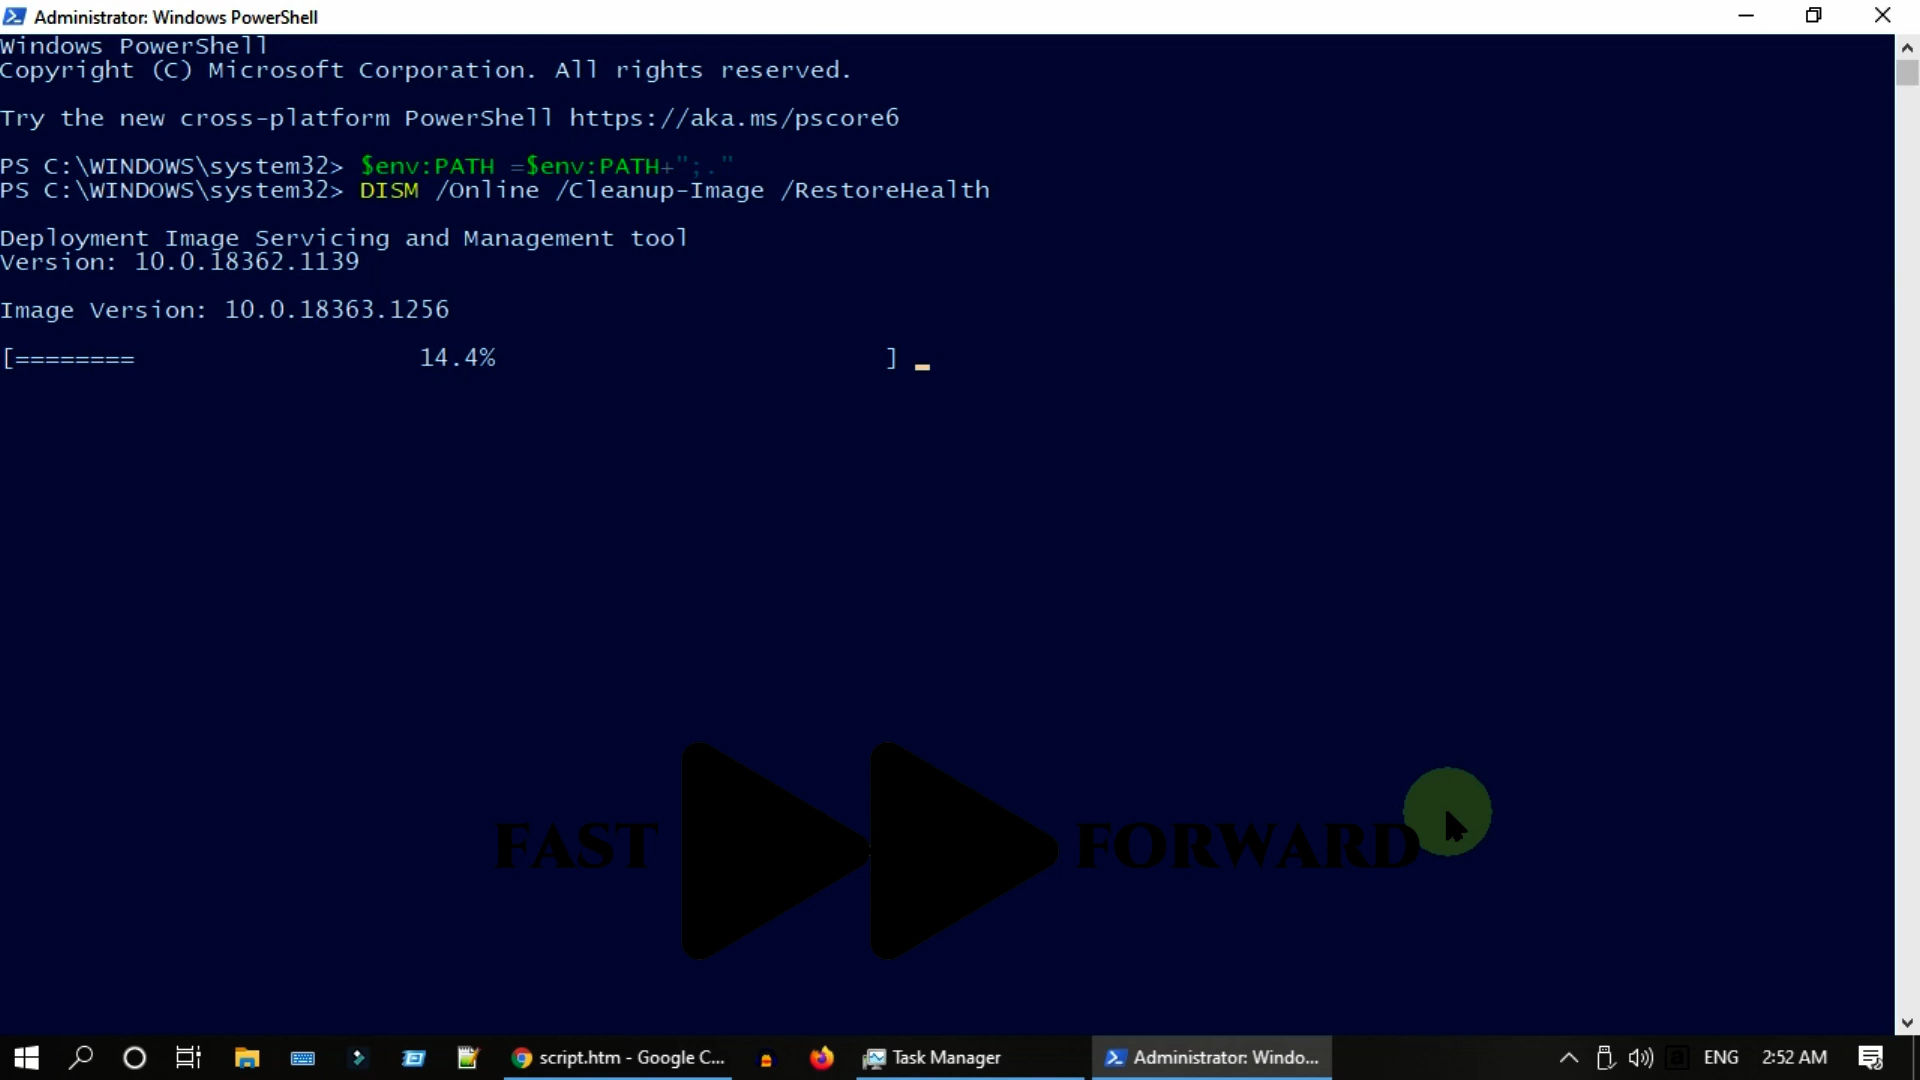 Administrator: Windows PowerShell
Windows PowerShell
Copyright (C) Microsoft Corporation. All rights reserved.
Try the new cross-platform PowerShell https://aka.ms/pscore6
PS C:\WINDOWS\system32> $env:PATH =$env:PATH+";."
PS C:\WINDOWS\system32> DISM /Online /Cleanup-Image /RestoreHealth
Deployment Image Servicing and Management tool
Version: 10.0.18362.1139
Image Version: 10.0.18363.1256
[======== 14.4% ] _
FAST FORWARD
script.htm - Google C... Task Manager Administrator: Windo... ENG 2:52 AM